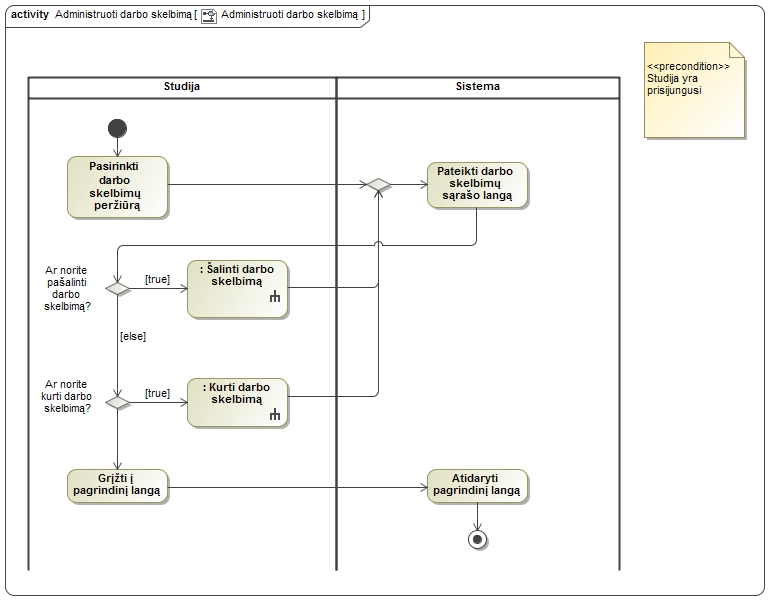 activity Administruoti darbo skelbimą [ Administruoti darbo skelbimą ]
<<precondition>>
Studija yra
prisijungusi
Studija
Sistema
Pasirinkti
darbo
skelbimų
peržiūrą
Pateikti darbo
skelbimų
sąrašo langą
Ar norite
pašalinti
darbo
skelbimą?
[true]
: Šalinti darbo
skelbimą
[else]
Ar norite
kurti darbo
skelbimą?
[true]
: Kurti darbo
skelbimą
Grįžti į
pagrindinį langą
Atidaryti
pagrindinį langą